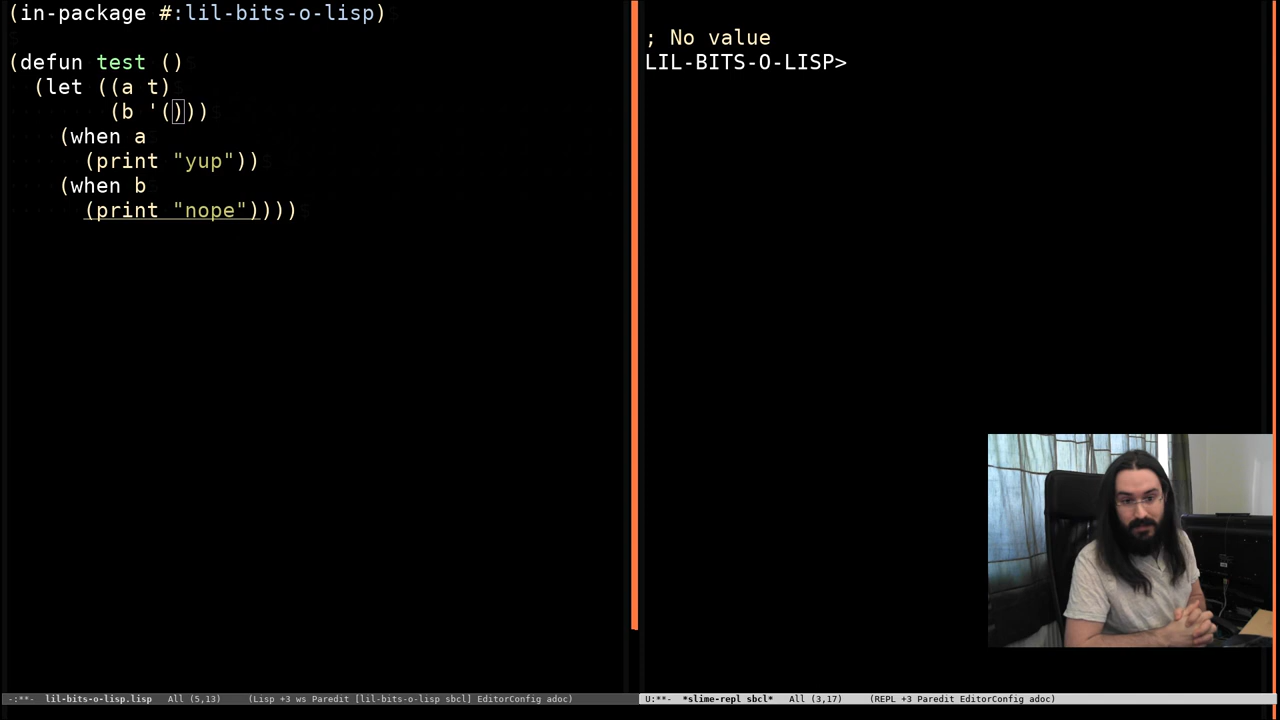 (in-package #:lil-bits-o-lisp)
(defun test ()
(let ((a t)
(b '()))
(when a
(print "yup"))
(when b
(print "nope"))))
; No value
LIL-BITS-O-LISP>
-:**- lil-bits-o-lisp.lisp All (5,13) (Lisp +3 ws Paredit [lil-bits-o-lisp sbcl] EditorConfig adoc)
U:**- *slime-repl sbcl* All (3,17) (REPL +3 Paredit EditorConfig adoc)